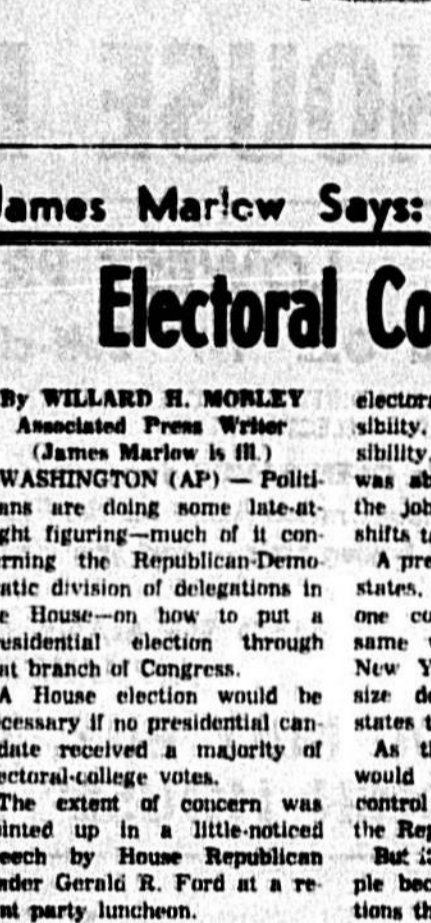 James Marlow Says:
Electoral Co
By WILLARD H. MOBLEY
Associated Press Writer
(James Marlow is ill.)
WASHINGTON (AP) — Politi-
ans are doing some late-at-
ght figuring—much of it con-
erning the Republican-Demo-
atic division of delegations in
e House—on how to put a
esidential election through
at branch of Congress.
A House election would be
cessary if no presidential can-
date received a majority of
ectoral-college votes.
The extent of concern was
inted up in a little-noticed
eech by House Republican
ader Gerald R. Ford at a re-
nt party luncheon.
elector
sibiity.
sibility.
was ab
the job
shifts t
A pre
states.
one co
same
New Y
size de
states t
As t
would
control
the Rep
But i
ple bec
tions th